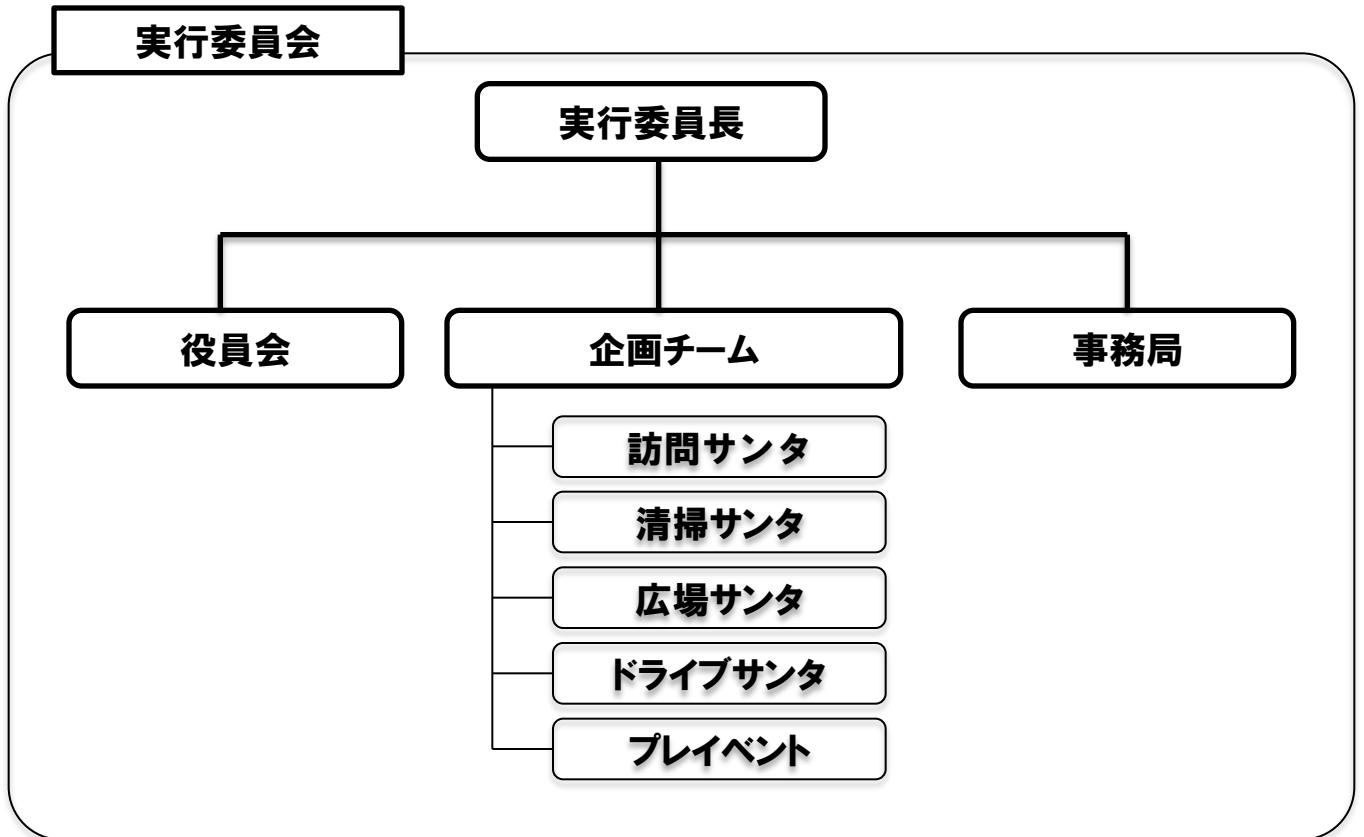 実行委員会
実行委員長
役員会
企画チーム
事務局
訪問サンタ
清掃サンタ
広場サンタ
ドライブサンタ
プレイベント